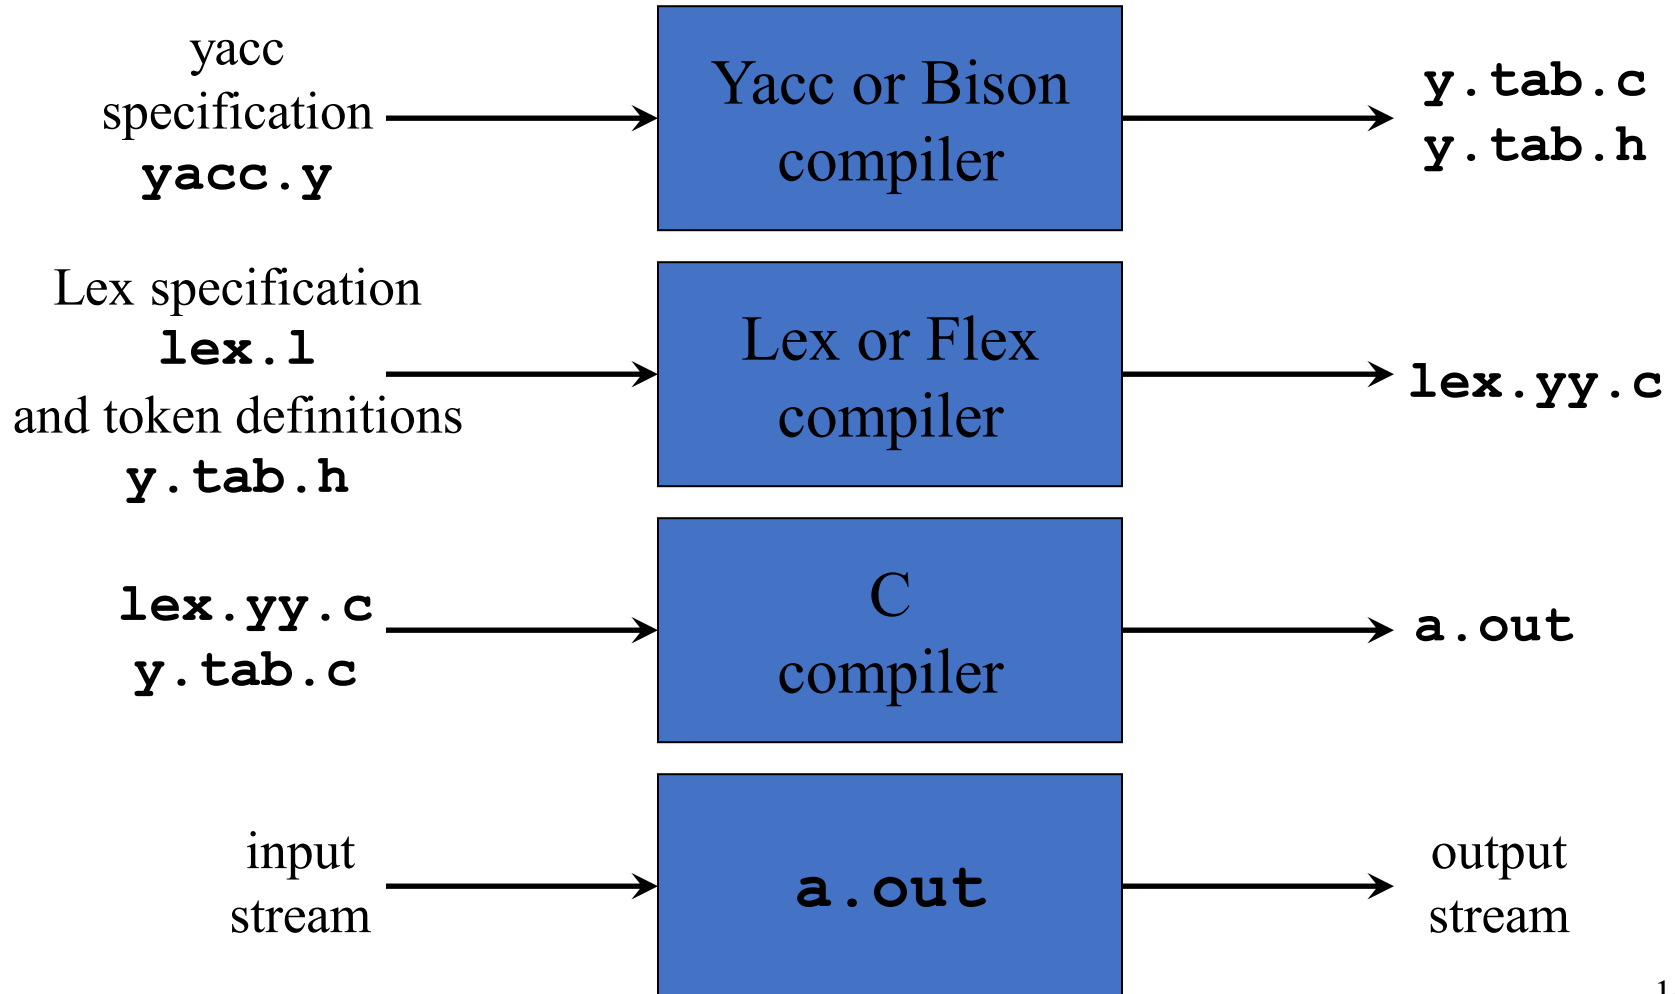 yacc
specification
yacc.y
Yacc or Bison
compiler
y.tab.c
y.tab.h
Lex specification
lex.l
and token definitions
y.tab.h
Lex or Flex
compiler
lex.yy.c
lex.yy.c
y.tab.c
C
compiler
a.out
input
stream
a.out
output
stream